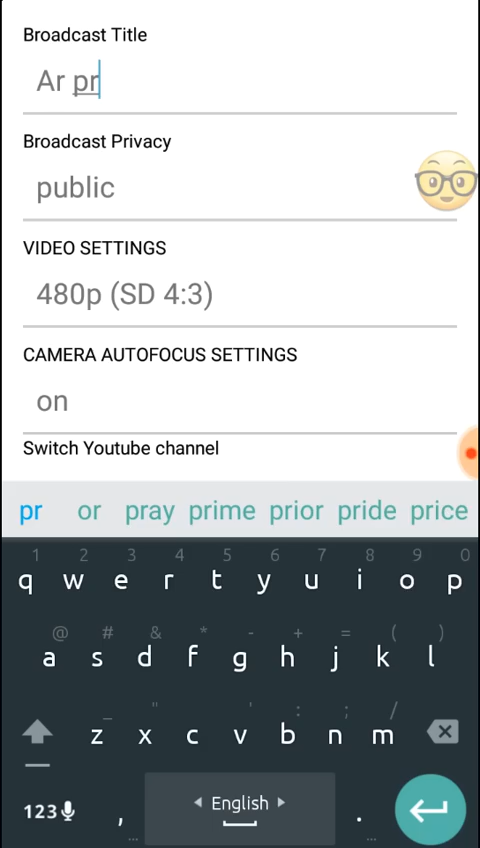 Broadcast Title
Ar pr
Broadcast Privacy
public
VIDEO SETTINGS
480p (SD 4:3)
CAMERA AUTOFOCUS SETTINGS
on
Switch Youtube channel
pr or pray prime prior pride price
1 2 3 4 5 6 7 8 9 0
q w e r t y u i o p
@ # & * - + = ( )
a s d f g h j k l
_ " ' : ; /
z x c v b n m
123 , ◂ English ▸ .